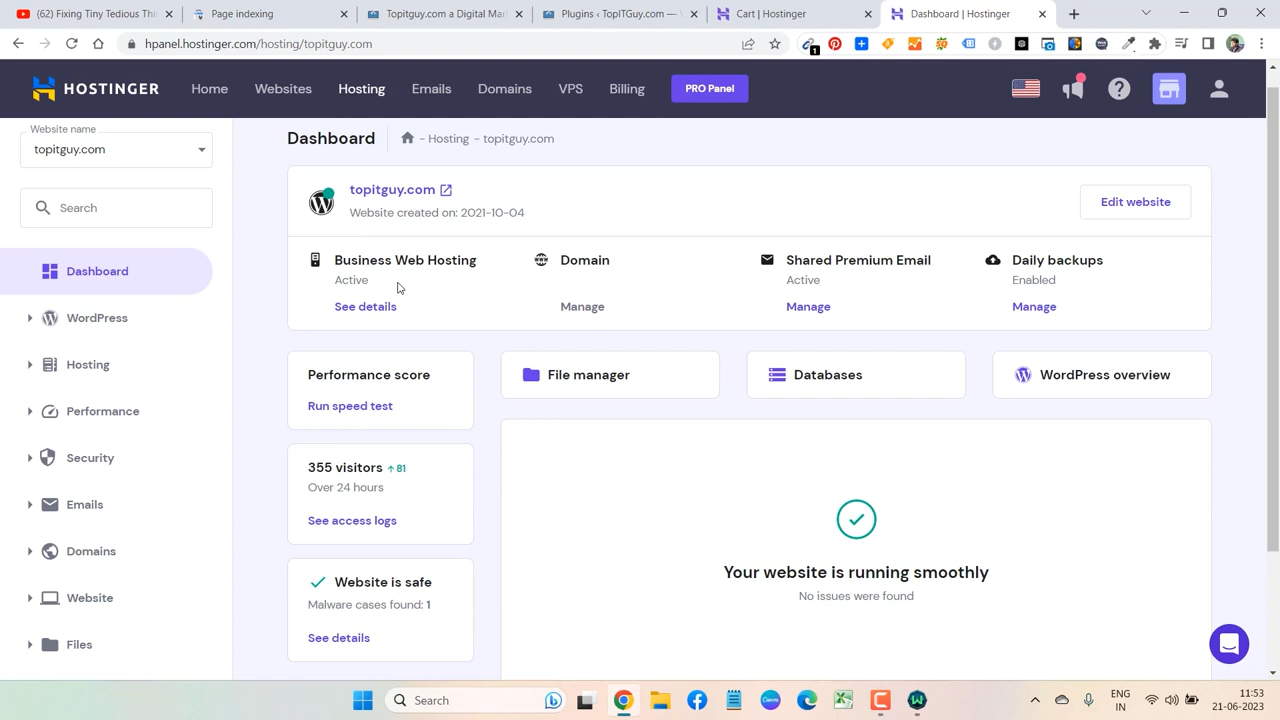 (62) Fixing Tiny Tedious Thi
Page indexing
Topitguy.com a Digital Mar
Plugins ‹ TopITGuy.com — V
Cart | Hostinger
Dashboard | Hostinger
hpanel.hostinger.com/hosting/topitguy.com
1
HOSTINGER
Home
Websites
Hosting
Emails
Domains
VPS
Billing
PRO Panel
Website name
topitguy.com
Search
Dashboard
WordPress
Hosting
Performance
Security
Emails
Domains
Website
Files
Dashboard
- Hosting - topitguy.com
topitguy.com
Website created on: 2021-10-04
Edit website
Business Web Hosting
Active
See details
Domain
Manage
Shared Premium Email
Active
Manage
Daily backups
Enabled
Manage
Performance score
Run speed test
File manager
Databases
WordPress overview
355 visitors ↑ 81
Over 24 hours
See access logs
Website is safe
Malware cases found: 1
See details
Your website is running smoothly
No issues were found
Search
ENG
IN
11:53
21-06-2023